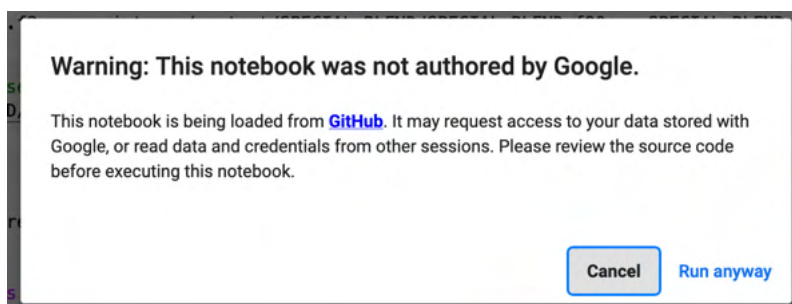 Warning: This notebook was not authored by Google.
This notebook is being loaded from GitHub. It may request access to your data stored with
Google, or read data and credentials from other sessions. Please review the source code
before executing this notebook.
Cancel Run anyway